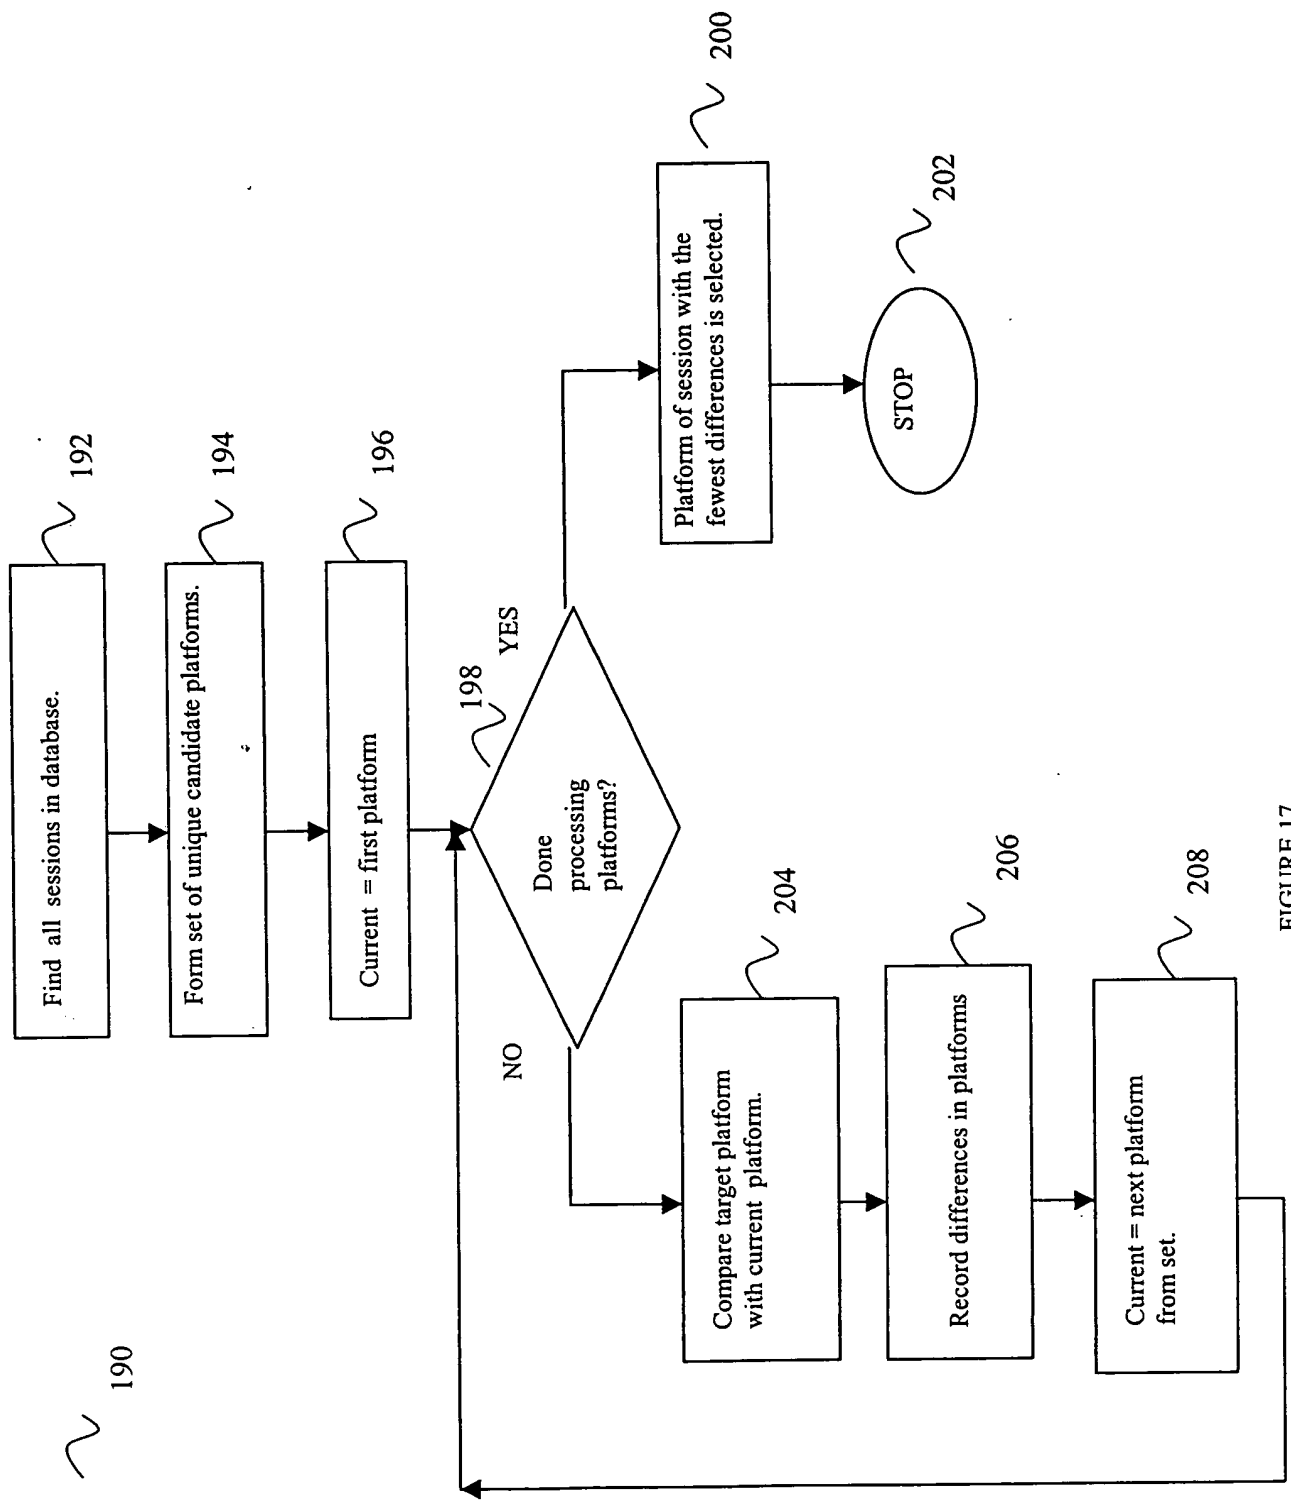 190
Find all sessions in database.
192
Form set of unique candidate platforms.
194
Current = first platform
196
198
Done
processing
platforms?
YES
NO
Platform of session with the
fewest differences is selected.
200
STOP
202
Compare target platform
with current platform.
204
Record differences in platforms
206
Current = next platform
from set.
208
FIGURE 17